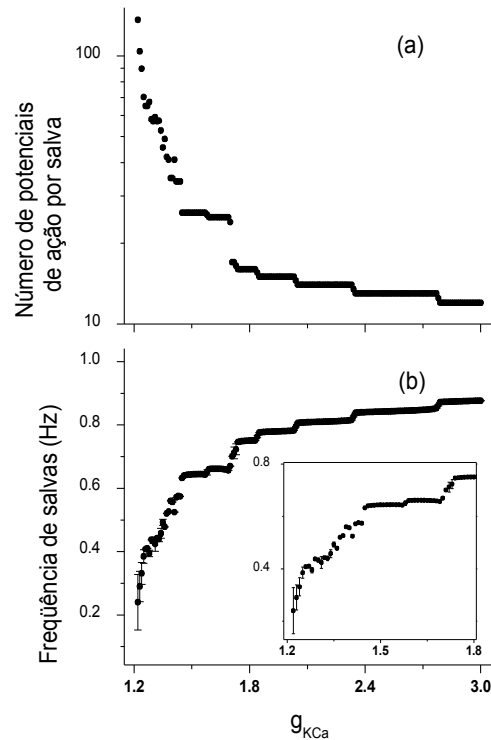 (a)
100
10
Número de potenciais
de ação por salva
(b)
1.0
0.8
0.6
0.4
0.2
Freqüência de salvas (Hz)
0.8
0.4
1.2 1.5 1.8
1.2 1.8 2.4 3.0
gKCa